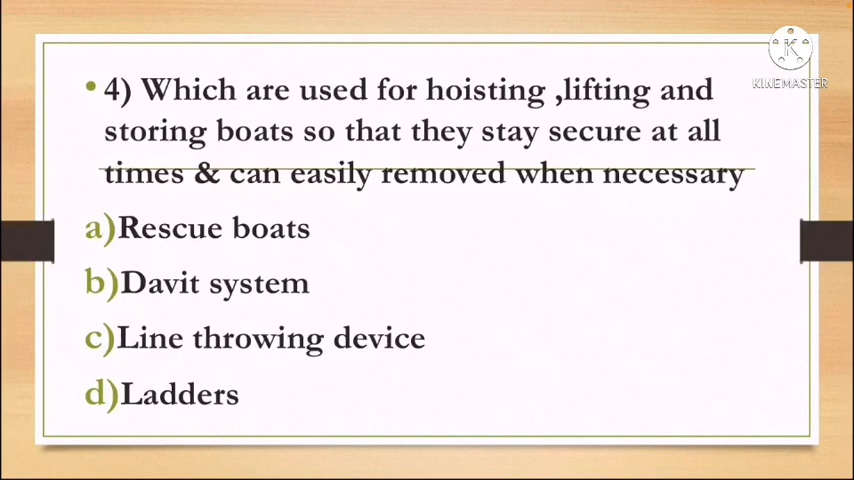 KINEMASTER
• 4) Which are used for hoisting ,lifting and
storing boats so that they stay secure at all
times & can easily removed when necessary
a)Rescue boats
b)Davit system
c)Line throwing device
d)Ladders